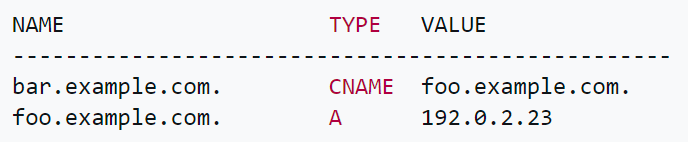 NAME                    TYPE   VALUE
--------------------------------------------------
bar.example.com.        CNAME  foo.example.com.
foo.example.com.        A      192.0.2.23